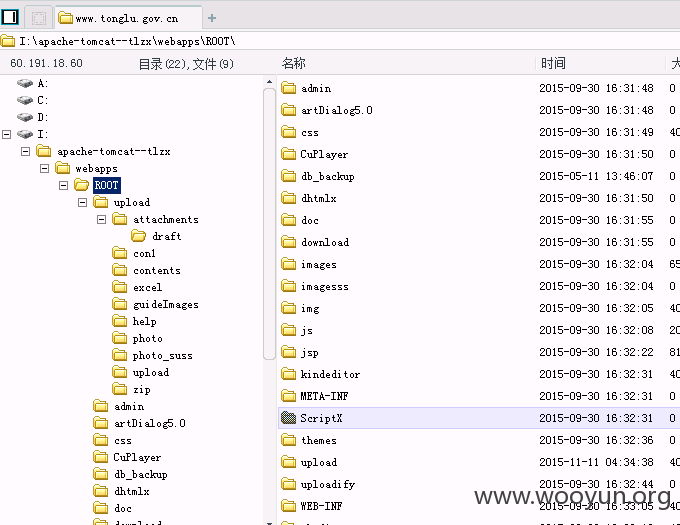 www.tonglu.gov.cn
I:\apache-tomcat--tlzx\webapps\ROOT\
60.191.18.60 目录(22),文件(9) 名称 时间
A:
C:
D:
I:
apache-tomcat--tlzx
webapps
ROOT
upload
attachments
draft
con1
contents
excel
guideImages
help
photo
photo_suss
upload
zip
admin
artDialog5.0
css
CuPlayer
db_backup
dhtmlx
doc
download
admin 2015-09-30 16:31:48 0
artDialog5.0 2015-09-30 16:31:48 0
css 2015-09-30 16:31:49 40
CuPlayer 2015-09-30 16:31:50 0
db_backup 2015-05-11 13:46:07 0
dhtmlx 2015-09-30 16:31:50 0
doc 2015-09-30 16:31:55 0
download 2015-09-30 16:31:55 0
images 2015-09-30 16:32:04 65
imagesss 2015-09-30 16:32:04 0
img 2015-09-30 16:32:05 40
js 2015-09-30 16:32:08 20
jsp 2015-09-30 16:32:22 81
kindeditor 2015-09-30 16:32:31 40
META-INF 2015-09-30 16:32:31 0
ScriptX 2015-09-30 16:32:31 0
themes 2015-09-30 16:32:36 0
upload 2015-11-11 04:34:38 40
uploadify 2015-09-30 16:32:44 0
WEB-INF 2015-09-30 16:33:05 40
www.wooyun.org